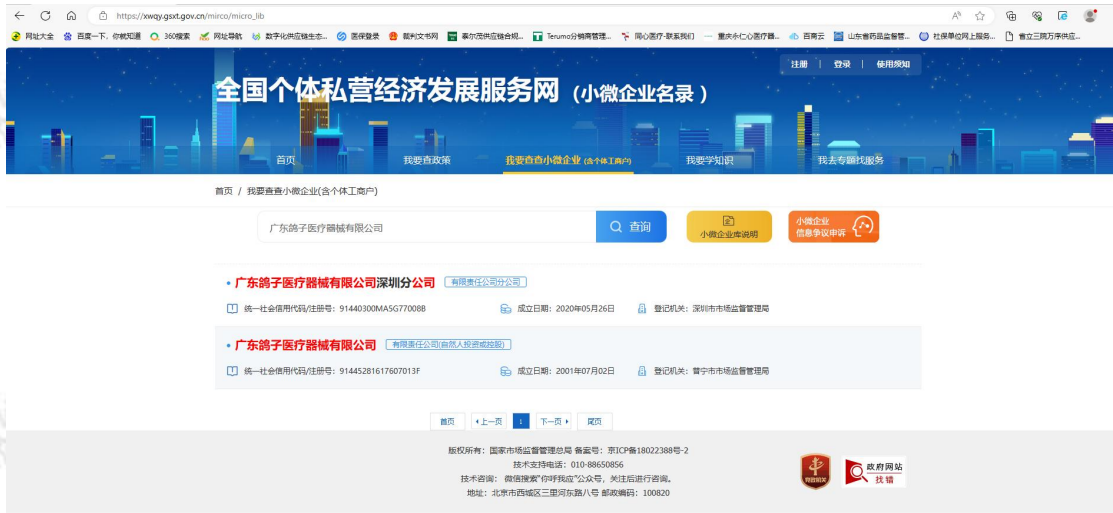 https://xwqy.gsxt.gov.cn/mirco/micro_lib
网址大全 百度一下，你就知道 360搜索 网址导航 数字化供应链生态... 医保登录 裁判文书网 泰尔茂供应链合规... Terumo分销商管理... 同心医疗-联系我们 重庆永仁心医疗器... 百商云 山东省药品监督管... 社保单位网上服务... 省立三院万序供应...
注册 | 登录 | 使用须知
全国个体私营经济发展服务网 （小微企业名录 ）
首页 我要查政策 我要查查小微企业 (含个体工商户) 我要学知识 我去专题找服务
首页 / 我要查查小微企业(含个体工商户)
广东鸽子医疗器械有限公司 查询 小微企业库说明 小微企业
信息争议申诉
• 广东鸽子医疗器械有限公司深圳分公司 有限责任公司分公司
统一社会信用代码/注册号：91440300MA5G77008B 成立日期：2020年05月26日 登记机关：深圳市市场监督管理局
• 广东鸽子医疗器械有限公司 有限责任公司(自然人投资或控股)
统一社会信用代码/注册号：91445281617607013F 成立日期：2001年07月02日 登记机关：普宁市市场监督管理局
首页 上一页 1 下一页 尾页
版权所有：国家市场监督管理总局 备案号：京ICP备18022388号-2
技术支持电话：010-88650856
技术咨询： 微信搜索"你呼我应"公众号，关注后进行咨询。
地址：北京市西城区三里河东路八号 邮政编码：100820
党政机关
政府网站
找错